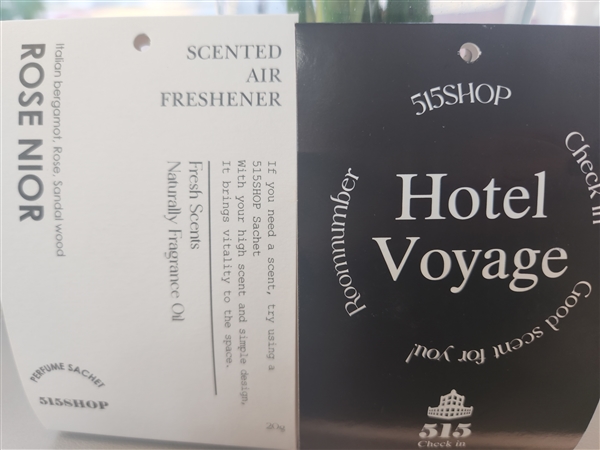 SCENTED
AIR
FRESHENER
ROSE NIOR
Italian bergamot, Rose, Sandal wood
If you need a scent, try using a
515SHOP Sachet
With your high scent and simple design,
It brings vitality to the space.
Fresh Scents
Naturally Fragrance Oil
PERFUME SACHET
515SHOP
20g
515SHOP
Check in
Hotel
Voyage
Roomnumber
Good scent for you!
515
Check in